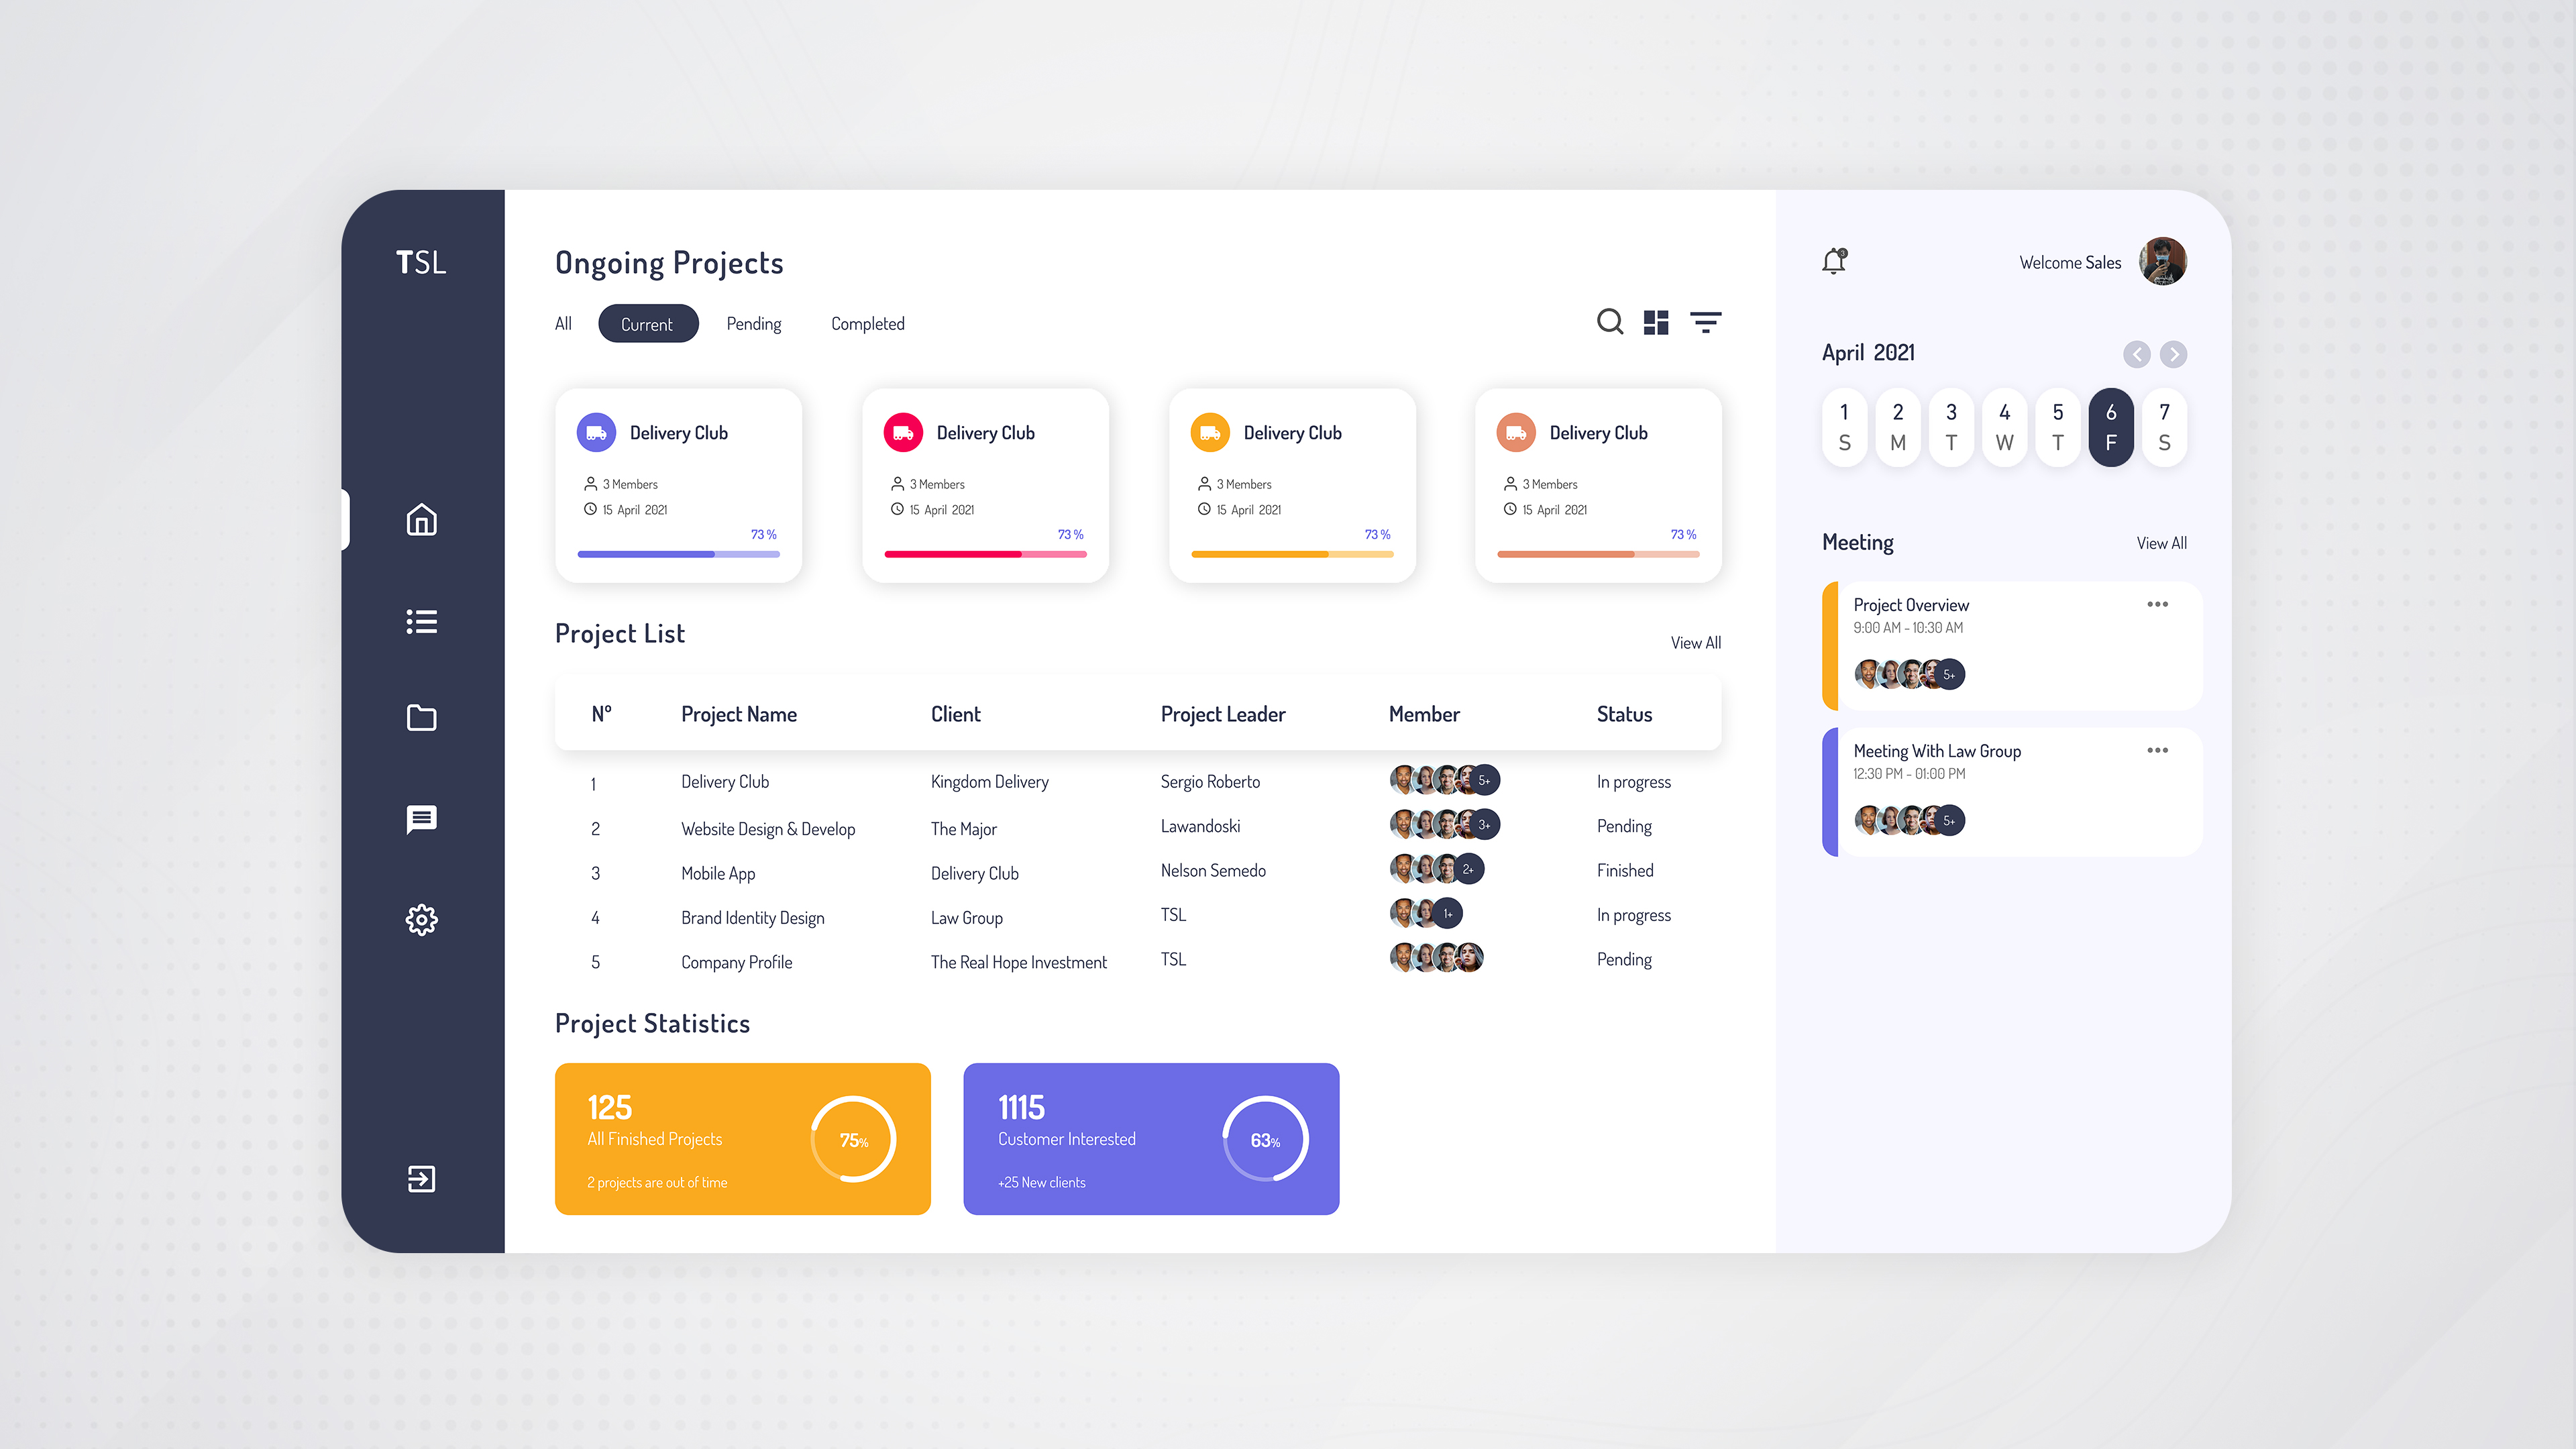 TSL
Ongoing Projects
All Current Pending Completed
Delivery Club
3 Members
15 April 2021
73 %
Delivery Club
3 Members
15 April 2021
73 %
Delivery Club
3 Members
15 April 2021
73 %
Delivery Club
3 Members
15 April 2021
73 %
Project List
View All
Nº Project Name Client Project Leader Member Status
1 Delivery Club Kingdom Delivery Sergio Roberto 5+ In progress
2 Website Design & Develop The Major Lawandoski 3+ Pending
3 Mobile App Delivery Club Nelson Semedo 2+ Finished
4 Brand Identity Design Law Group TSL 1+ In progress
5 Company Profile The Real Hope Investment TSL Pending
Project Statistics
125
All Finished Projects
2 projects are out of time
75%
1115
Customer Interested
+25 New clients
63%
Welcome Sales
April 2021
1 2 3 4 5 6 7
S M T W T F S
Meeting
View All
Project Overview
9:00 AM - 10:30 AM
5+
Meeting With Law Group
12:30 PM - 01:00 PM
5+